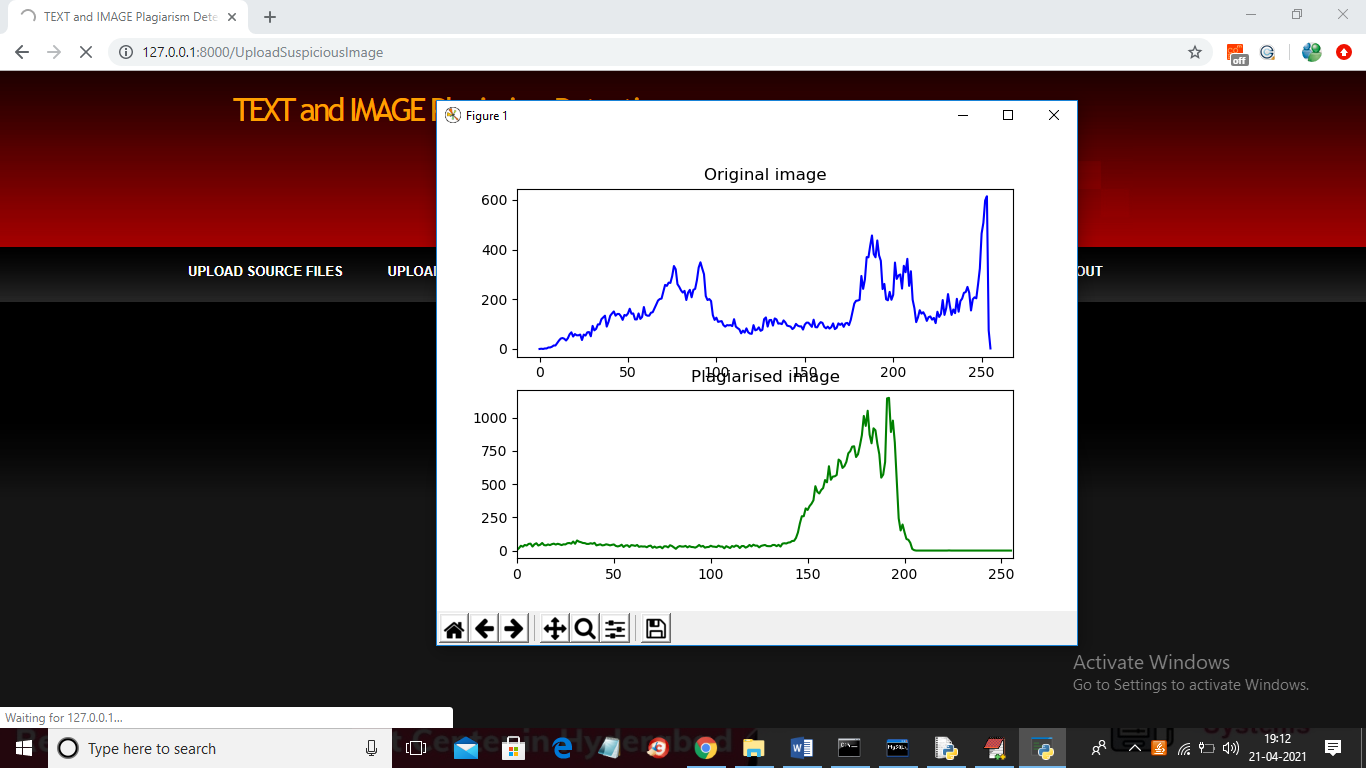 TEXT and IMAGE Plagiarism Dete
127.0.0.1:8000/UploadSuspiciousImage
off
TEXT and IMAGE
Figure 1
UPLOAD SOURCE FILES
Original image
600
400
200
0
0 50 100 150 200 250
Plagiarised image
1000
750
500
250
0
0 50 100 150 200 250
Activate Windows
Go to Settings to activate Windows.
Waiting for 127.0.0.1...
Type here to search
19:12
21-04-2021